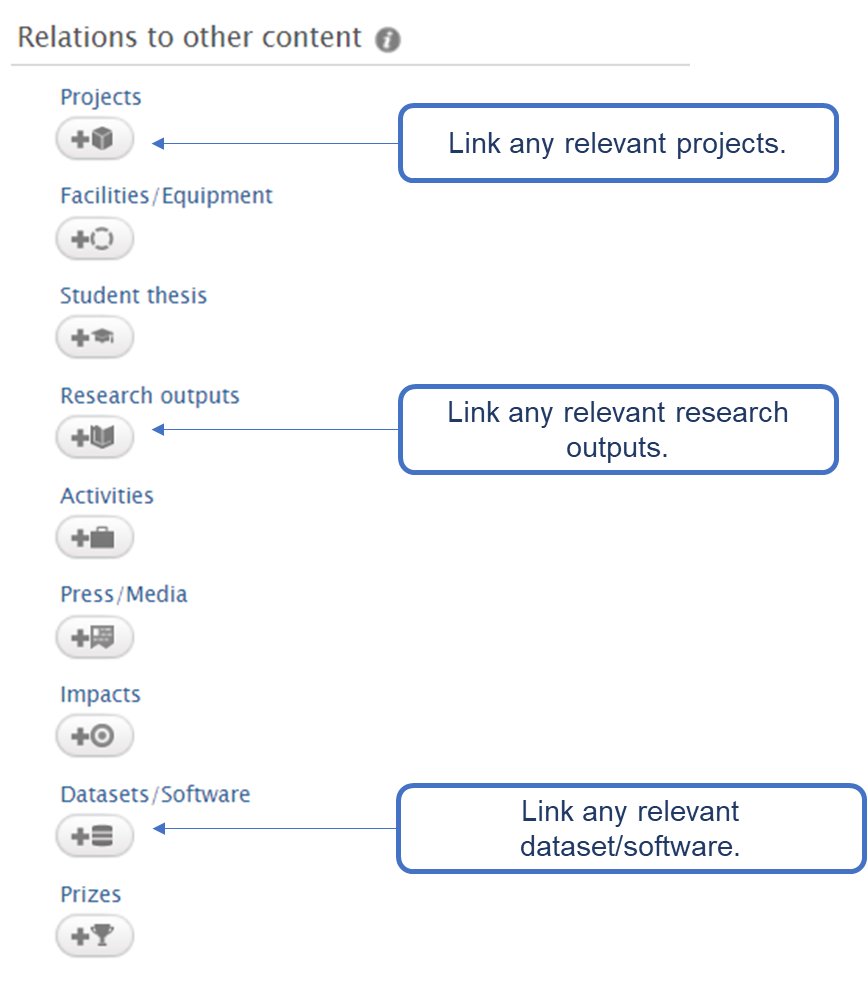 Relations to other content
Projects
Link any relevant projects.
Facilities/Equipment
Student thesis
Research outputs
Link any relevant research
outputs.
Activities
Press/Media
Impacts
Datasets/Software
Link any relevant
dataset/software.
Prizes